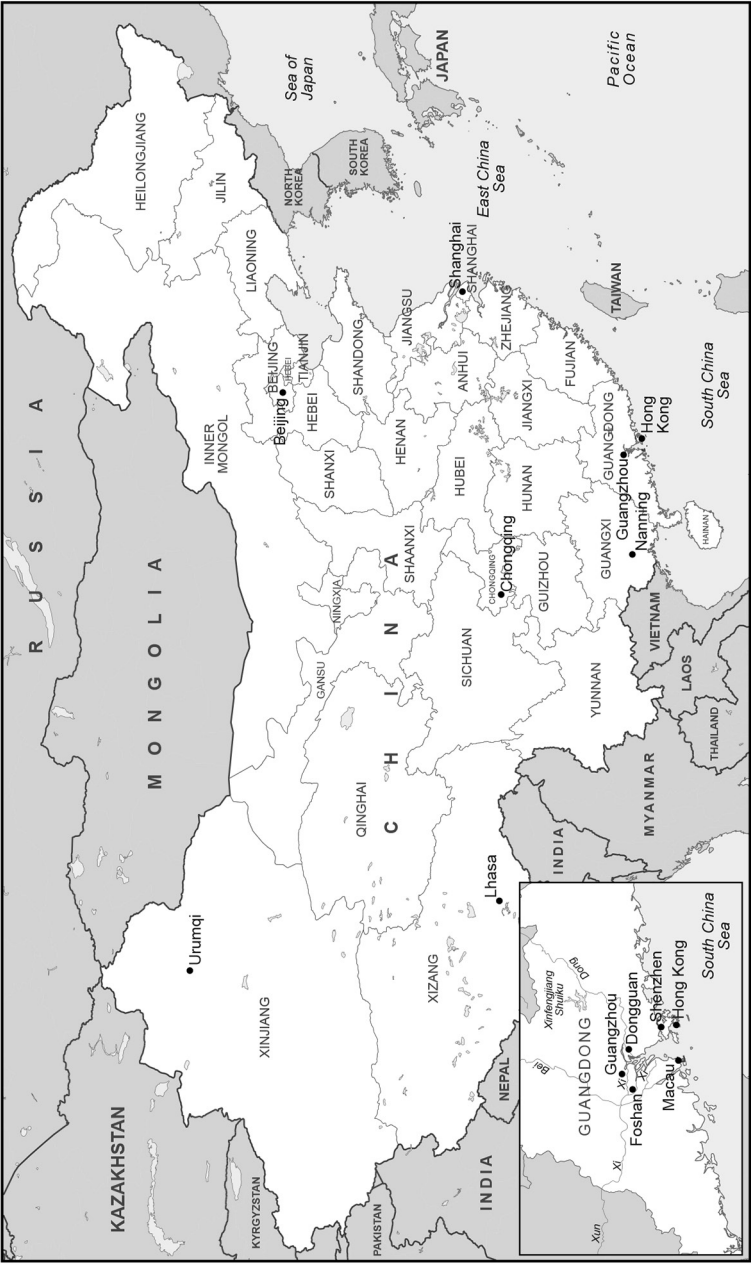 RUSSIA
KAZAKHSTAN
MONGOLIA
KYRGYZSTAN
PAKISTAN
INDIA
NEPAL
Urumqi
XINJIANG
XIZANG
Lhasa
QINGHAI
GANSU
NINGXIA
CHINA
INNER
MONGOL
HEILONGJIANG
JILIN
LIAONING
BEIJING
HEBEI
TIANJIN
Beijing
HEBEI
SHANXI
SHANDONG
SHAANXI
HENAN
JIANGSU
ANHUI
Shanghai
SHANGHAI
SICHUAN
CHONGQING
Chongqing
HUBEI
ZHEJIANG
HUNAN
JIANGXI
FUJIAN
GUIZHOU
YUNNAN
GUANGXI
GUANGDONG
Guangzhou
Nanning
Hong
Kong
HAINAN
TAIWAN
NORTH
KOREA
SOUTH
KOREA
JAPAN
Sea of
Japan
Pacific
Ocean
East China
Sea
South China
Sea
INDIA
MYANMAR
THAILAND
LAOS
VIETNAM
GUANGDONG
Xinfengjiang
Shuiku
Dong
Bei
Xi
Xi
Xi
Xun
Guangzhou
Dongguan
Foshan
Shenzhen
Hong Kong
Macau
South China
Sea